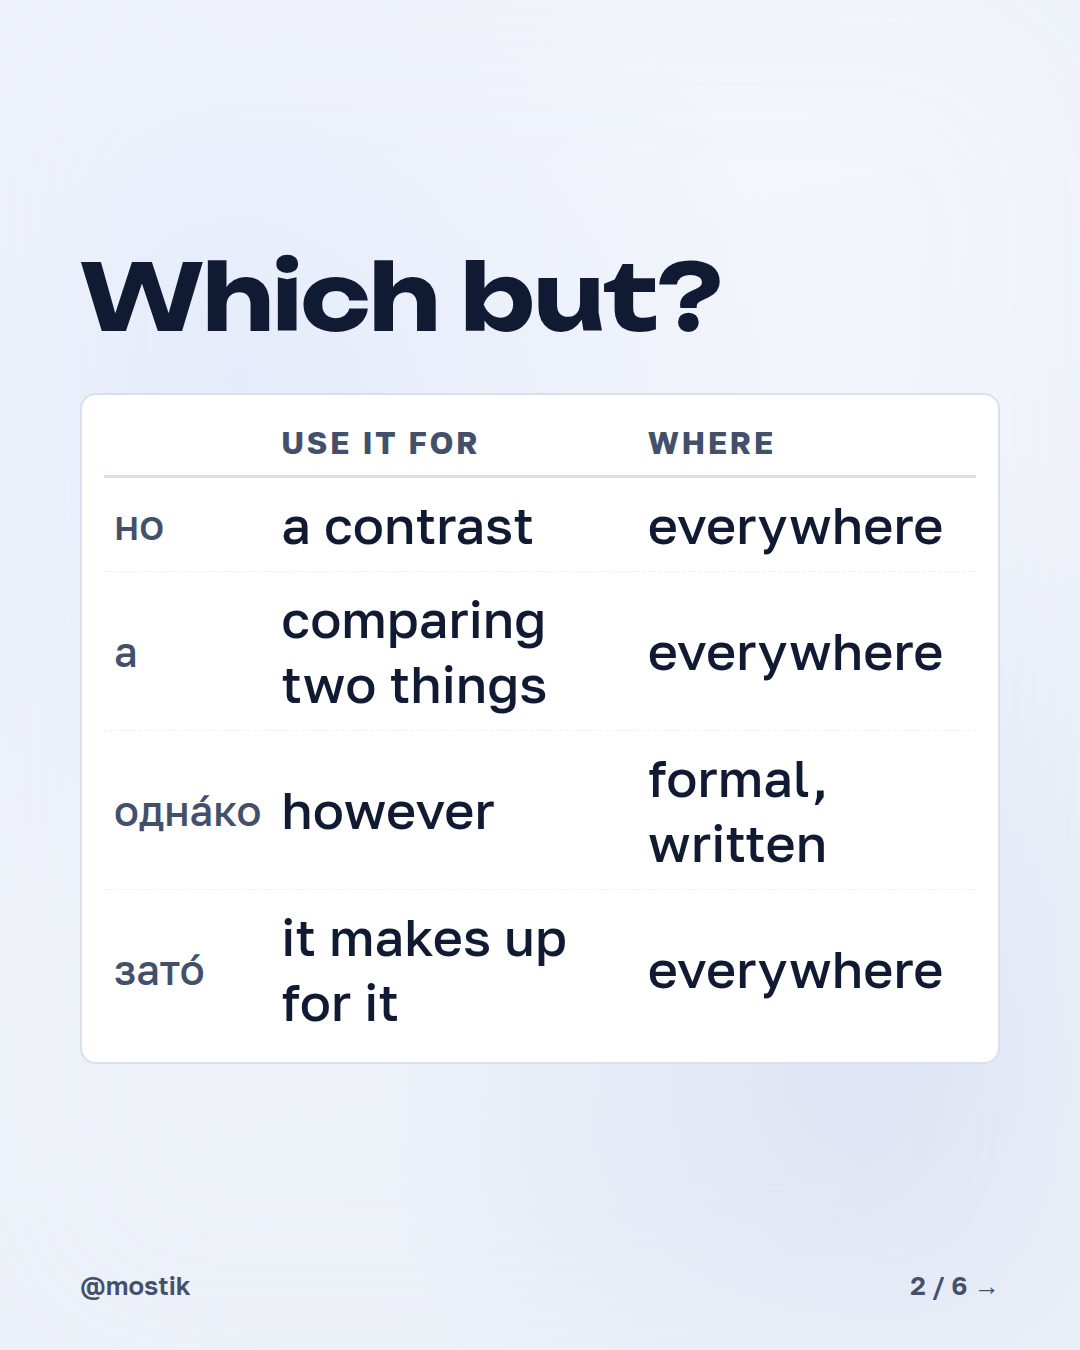 Which but?
USE IT FOR WHERE
но a contrast everywhere
а comparing two things everywhere
одна́ко however formal, written
зато́ it makes up for it everywhere
@mostik
2 / 6 →